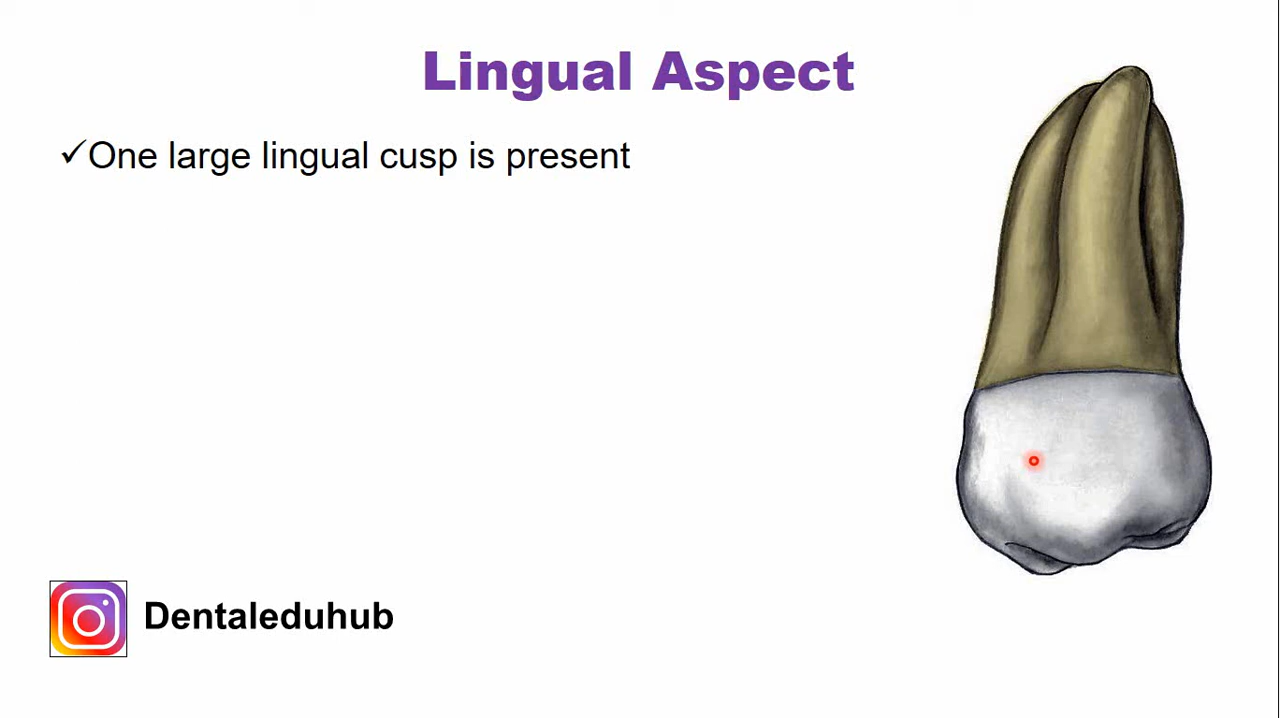 Lingual Aspect
✓One large lingual cusp is present
Dentaleduhub